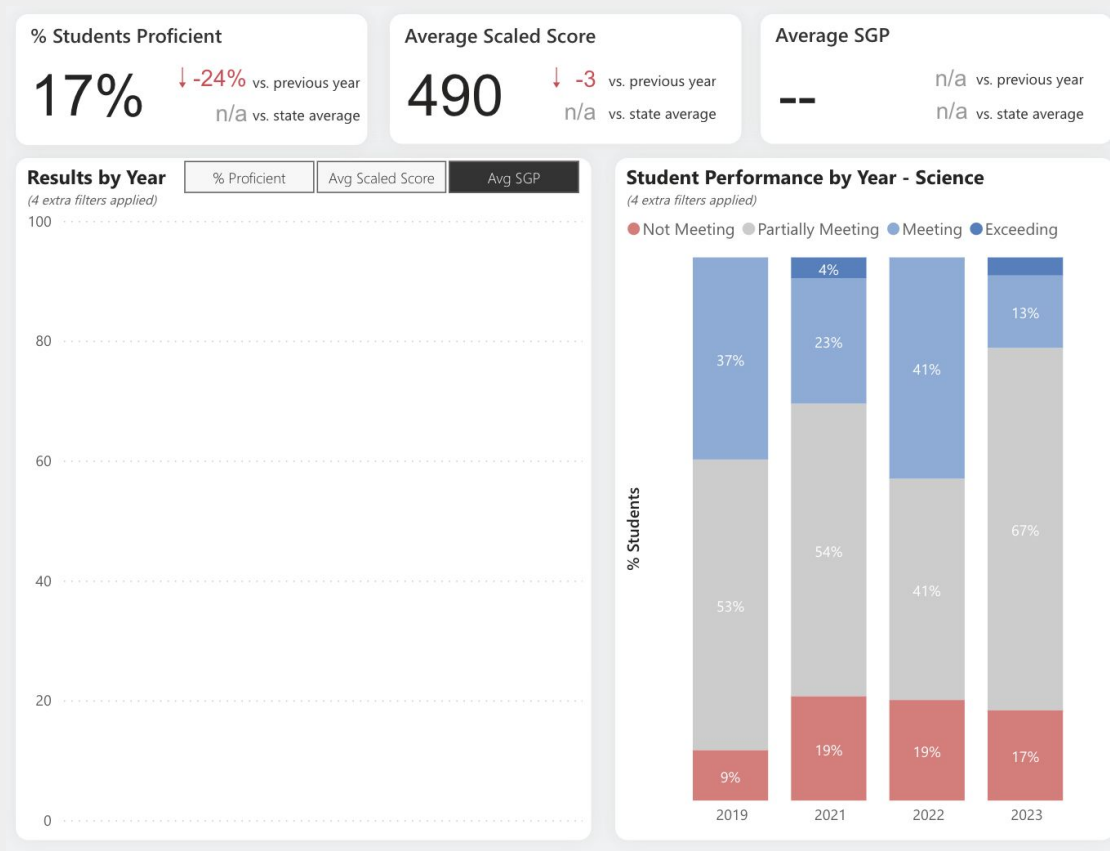 % Students Proficient
17%
↓ -24% vs. previous year
n/a vs. state average
Average Scaled Score
490
↓ -3 vs. previous year
n/a vs. state average
Average SGP
--
n/a vs. previous year
n/a vs. state average
Results by Year
% Proficient
Avg Scaled Score
Avg SGP
(4 extra filters applied)
100
80
60
40
20
0
Student Performance by Year - Science
(4 extra filters applied)
Not Meeting Partially Meeting Meeting Exceeding
% Students
37%
53%
9%
2019
4%
23%
54%
19%
2021
41%
41%
19%
2022
13%
67%
17%
2023